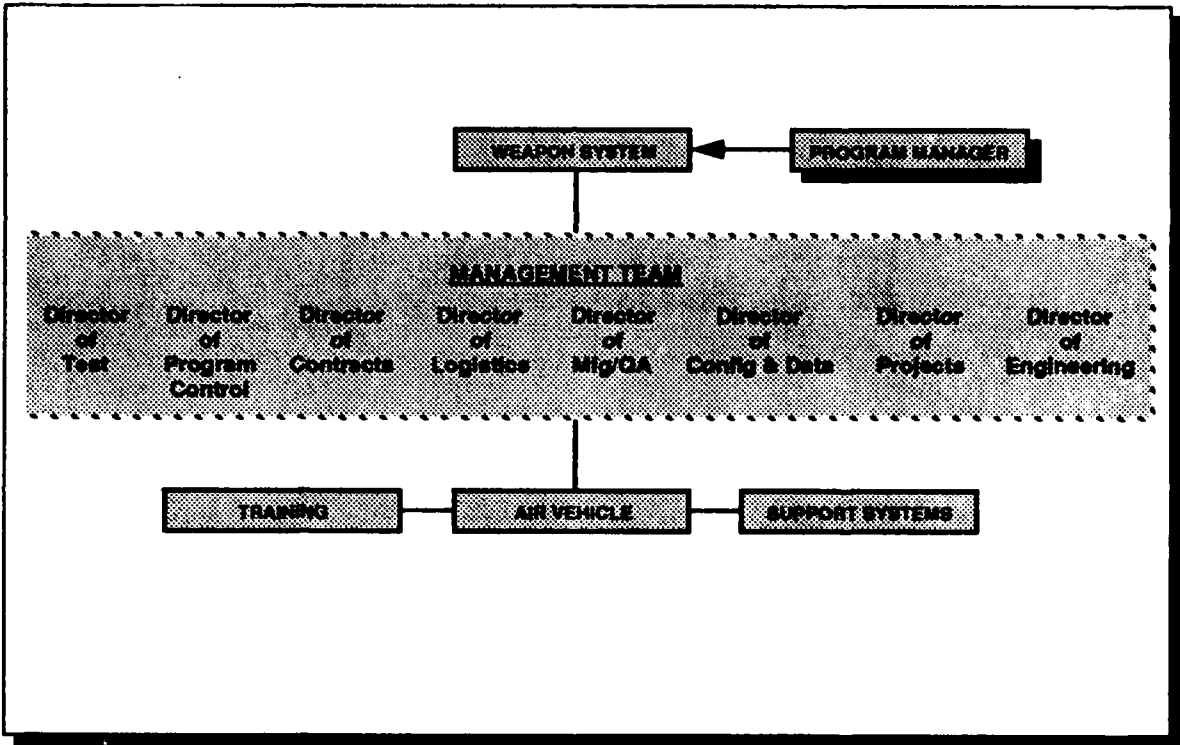 WEAPON SYSTEM
PROGRAM MANAGER
MANAGEMENT TEAM
Director
of
Test
Director
of
Program
Control
Director
of
Contracts
Director
of
Logistics
Director
of
Mfg/QA
Director
of
Config & Data
Director
of
Projects
Director
of
Engineering
TRAINING
AIR VEHICLE
SUPPORT SYSTEMS